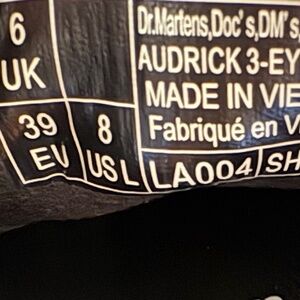 6
UK
39
EU
8
US L
Dr.Martens,Doc's,DM's,
AUDRICK 3-EY
MADE IN VIE
Fabriqué en V
LA004 SH